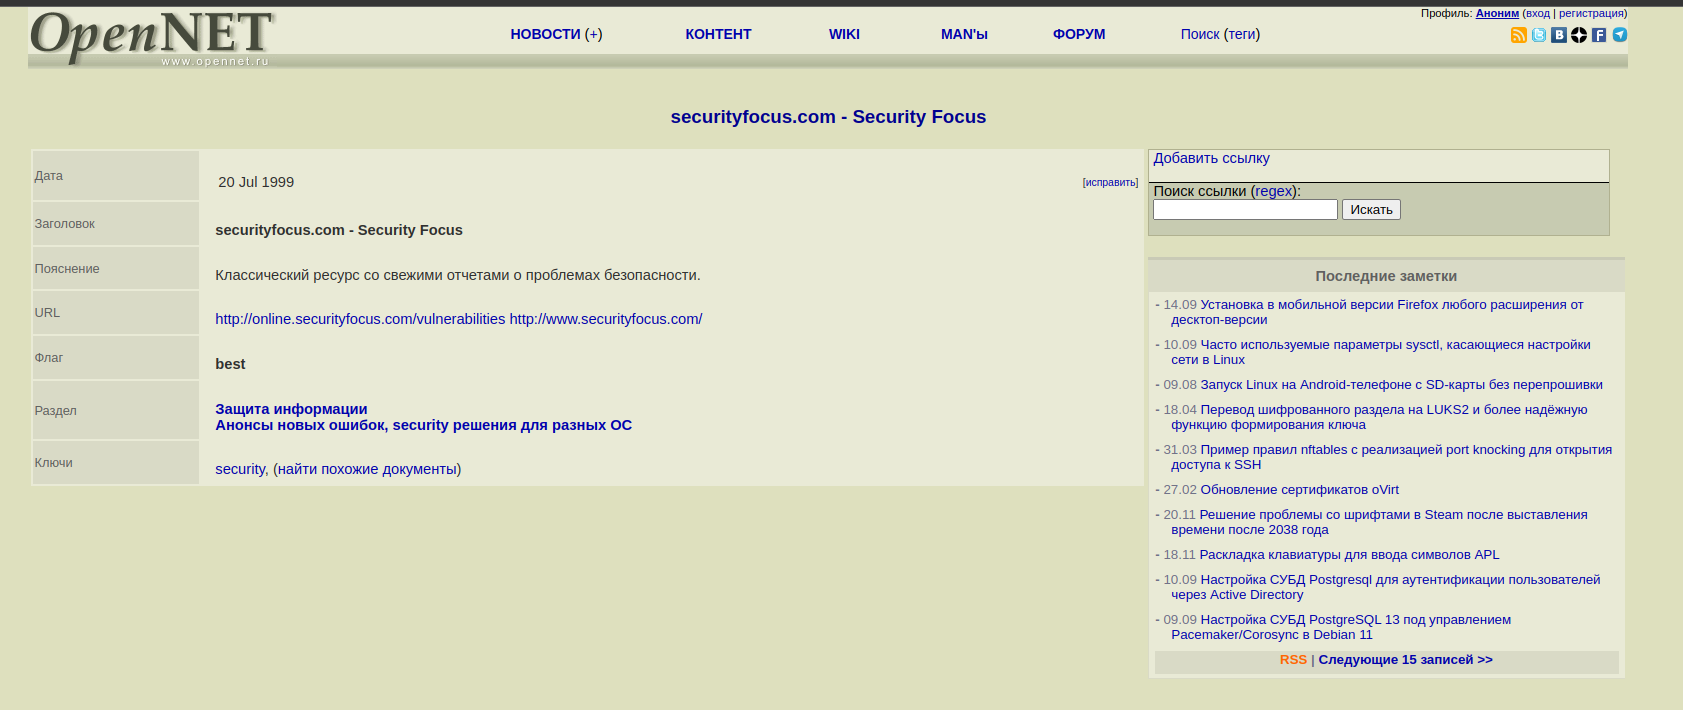 OpenNET
www.opennet.ru
Профиль: Аноним (вход | регистрация)
НОВОСТИ (+) КОНТЕНТ WIKI MAN'ы ФОРУМ Поиск (теги)
securityfocus.com - Security Focus
Дата 20 Jul 1999 [исправить]
Заголовок securityfocus.com - Security Focus
Пояснение Классический ресурс со свежими отчетами о проблемах безопасности.
URL http://online.securityfocus.com/vulnerabilities http://www.securityfocus.com/
Флаг best
Раздел Защита информации
Анонсы новых ошибок, security решения для разных ОС
Ключи security, (найти похожие документы)
Добавить ссылку
Поиск ссылки (regex):
Искать
Последние заметки
- 14.09 Установка в мобильной версии Firefox любого расширения от
десктоп-версии
- 10.09 Часто используемые параметры sysctl, касающиеся настройки
сети в Linux
- 09.08 Запуск Linux на Android-телефоне с SD-карты без перепрошивки
- 18.04 Перевод шифрованного раздела на LUKS2 и более надёжную
функцию формирования ключа
- 31.03 Пример правил nftables с реализацией port knocking для открытия
доступа к SSH
- 27.02 Обновление сертификатов oVirt
- 20.11 Решение проблемы со шрифтами в Steam после выставления
времени после 2038 года
- 18.11 Раскладка клавиатуры для ввода символов APL
- 10.09 Настройка СУБД Postgresql для аутентификации пользователей
через Active Directory
- 09.09 Настройка СУБД PostgreSQL 13 под управлением
Pacemaker/Corosync в Debian 11
RSS | Следующие 15 записей >>